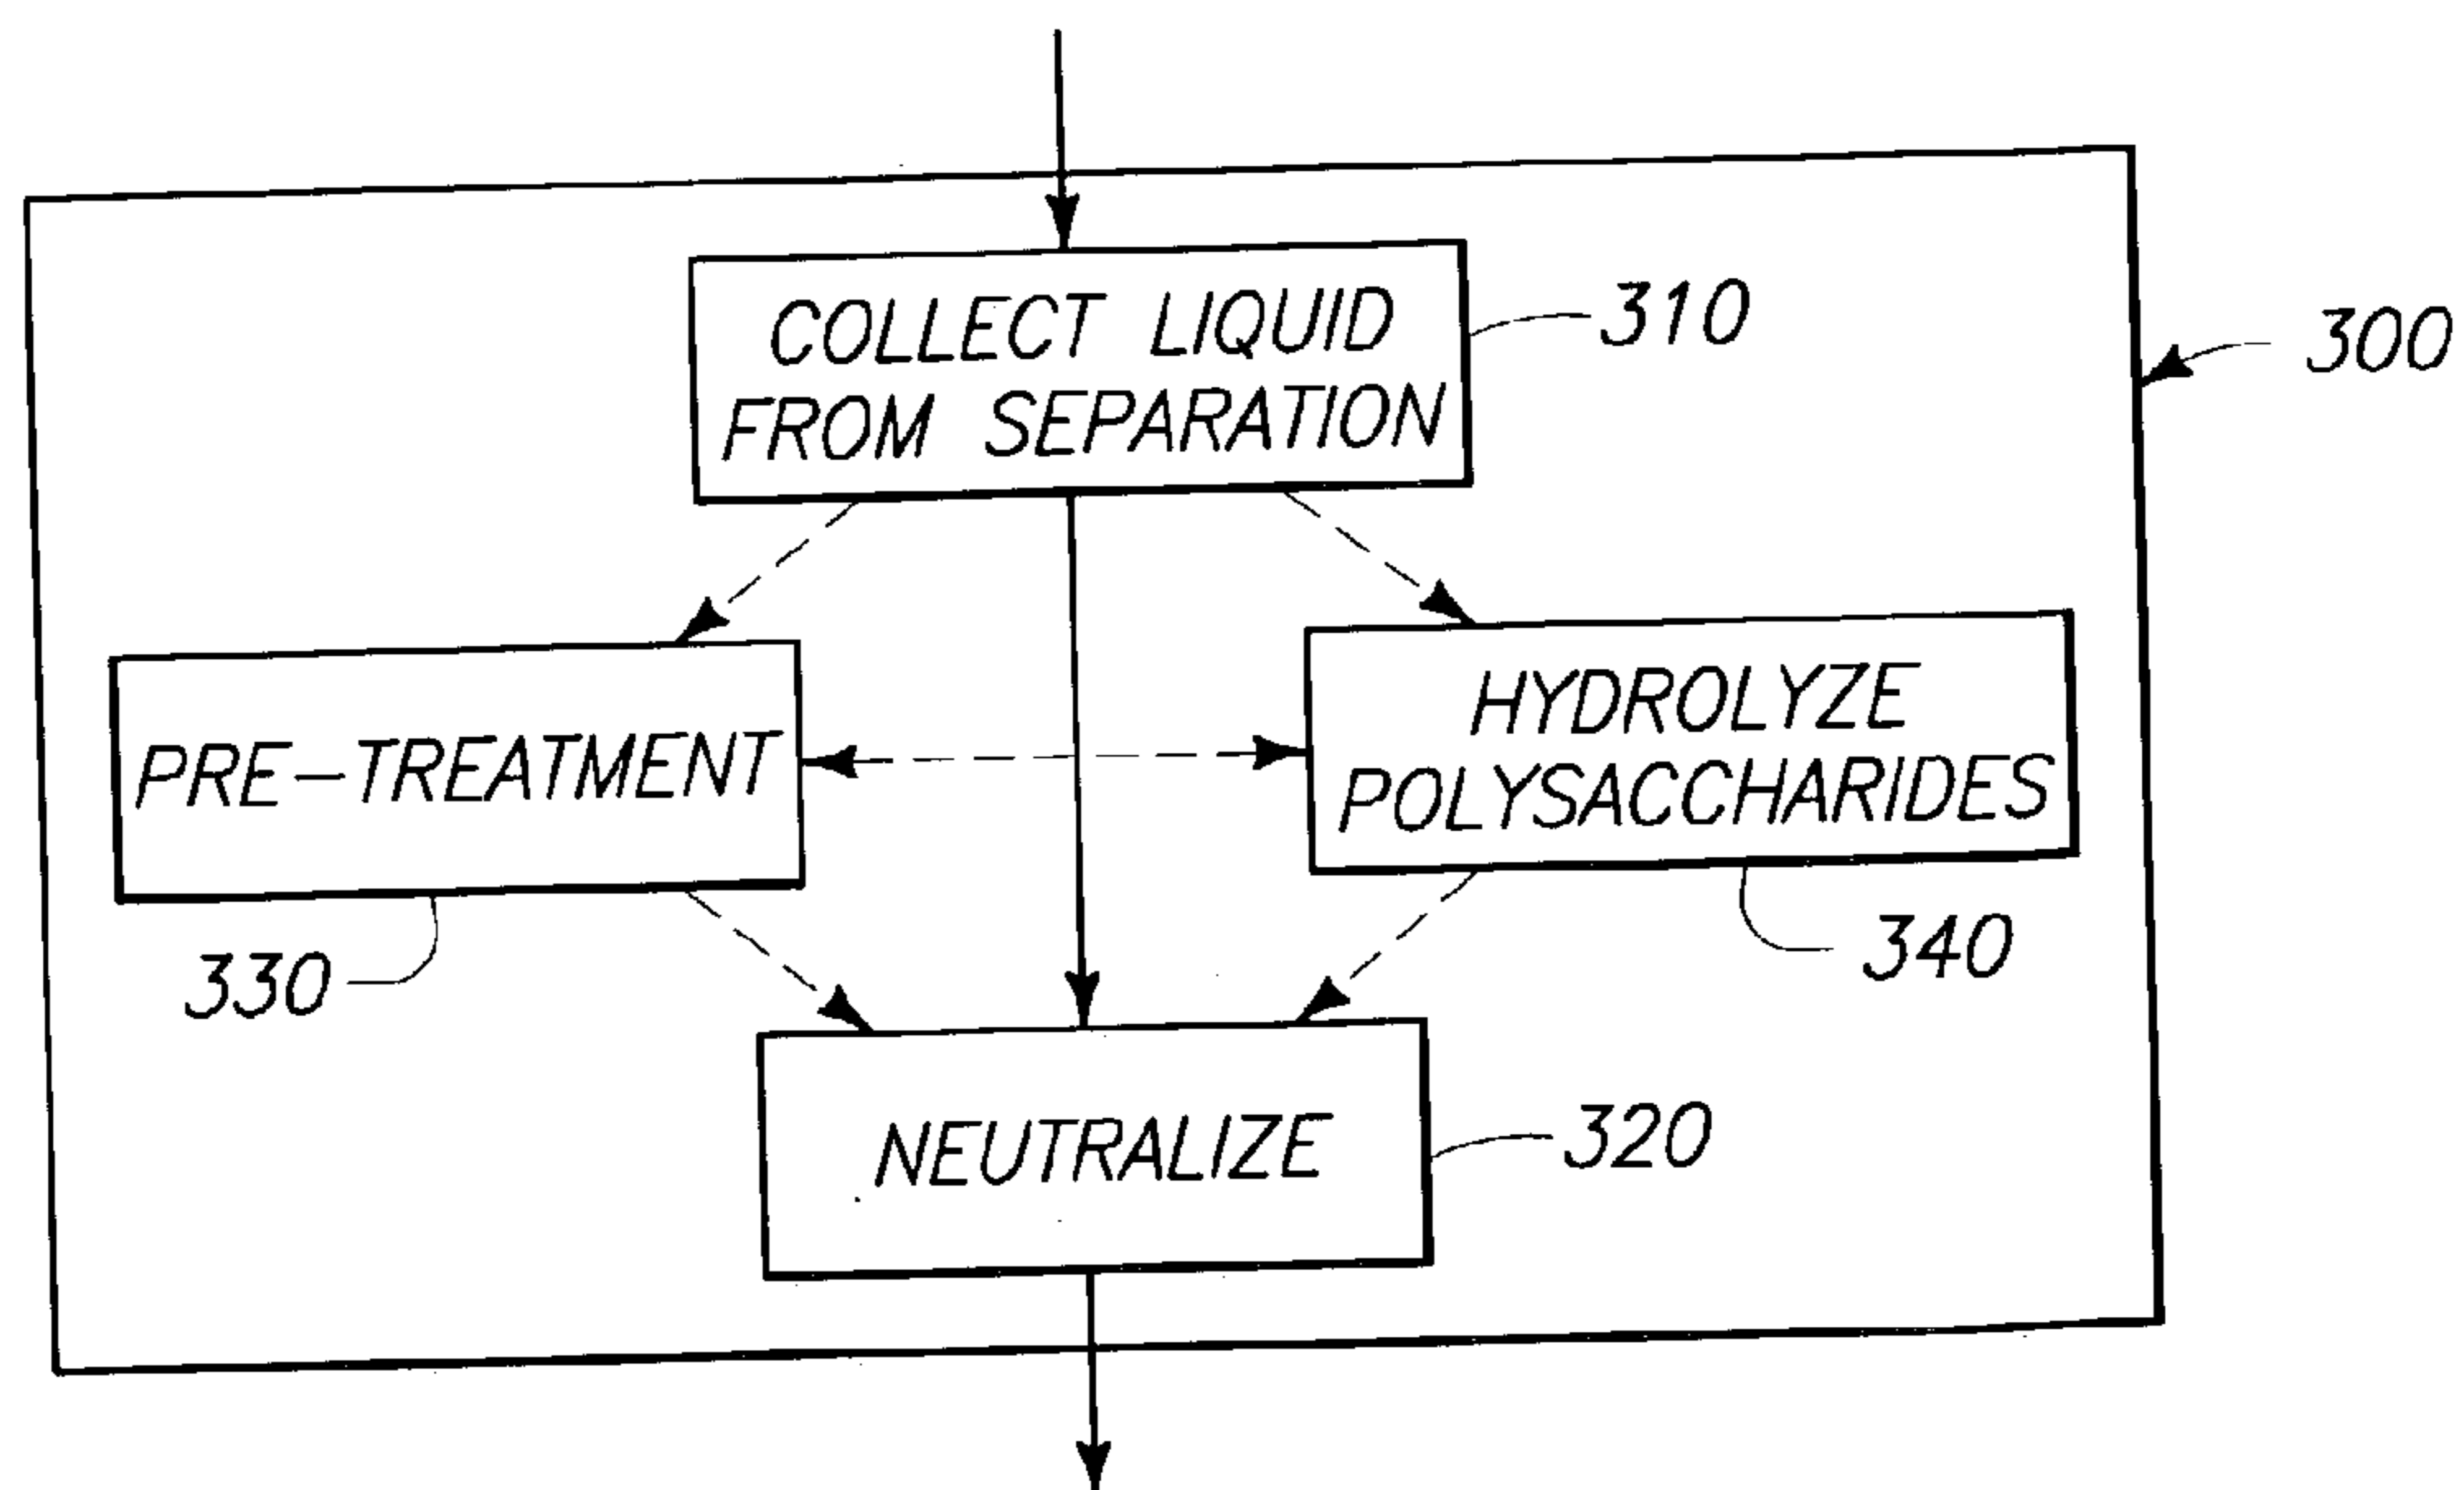 COLLECT LIQUID
FROM SEPARATION
310
300
PRE-TREATMENT
HYDROLYZE
POLYSACCHARIDES
330
340
NEUTRALIZE
320